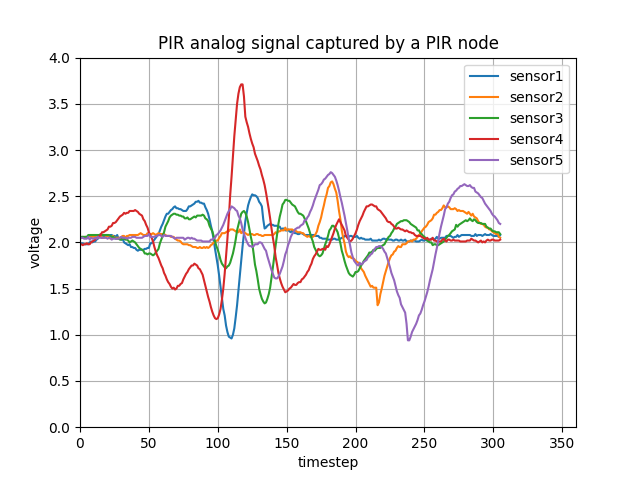 PIR analog signal captured by a PIR node
4.0
3.5
3.0
2.5
2.0
1.5
1.0
0.5
0.0
voltage
sensor1
sensor2
sensor3
sensor4
sensor5
0 50 100 150 200 250 300 350
timestep